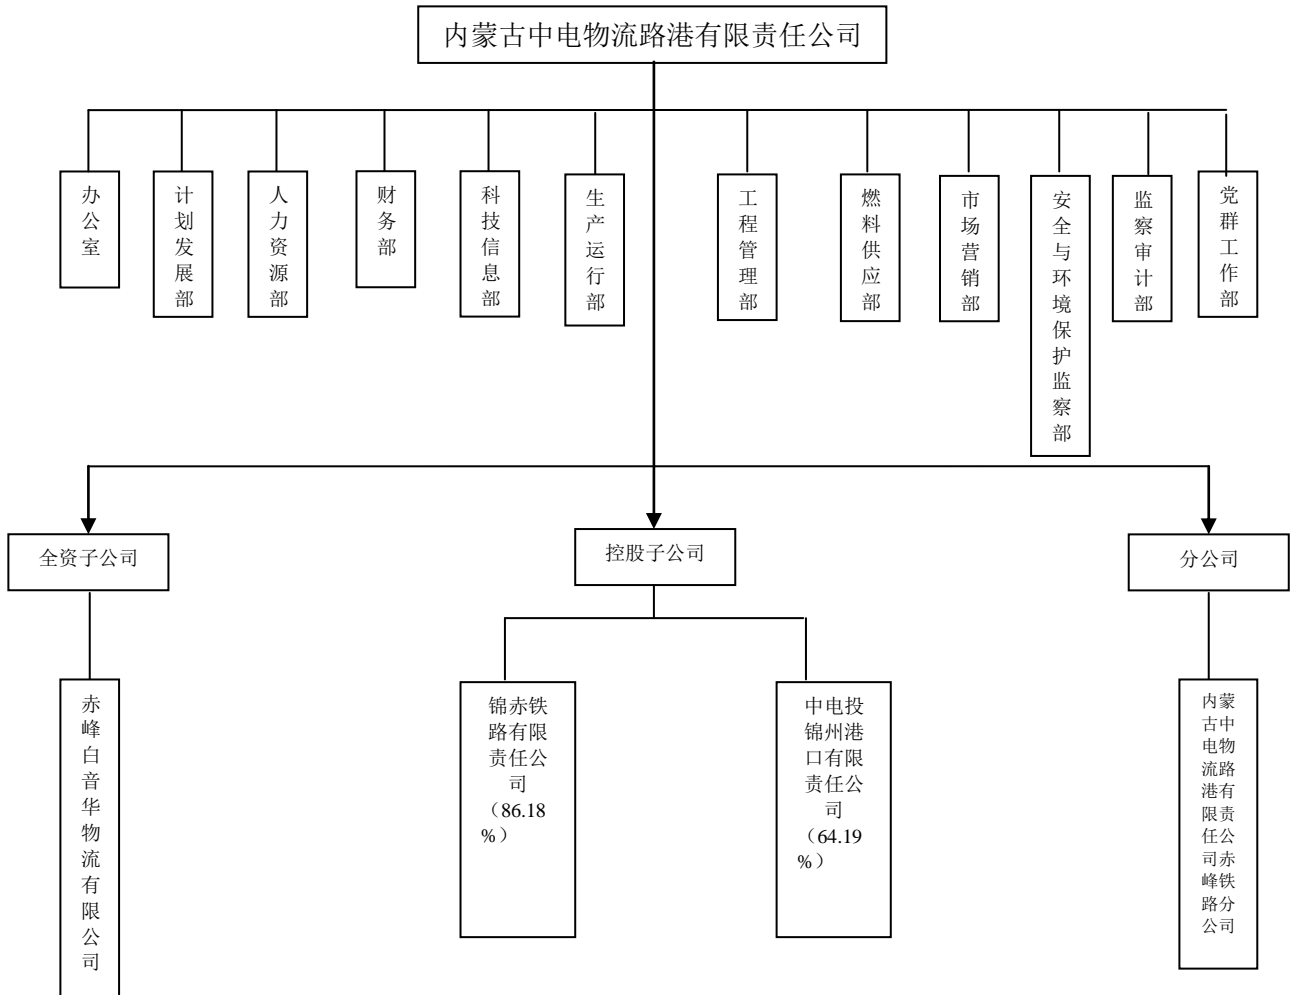 内蒙古中电物流路港有限责任公司
办公室
计划发展部
人力资源部
财务部
科技信息部
生产运行部
工程管理部
燃料供应部
市场营销部
安全与环境保护监察部
监察审计部
党群工作部
全资子公司
控股子公司
分公司
赤峰白音华物流有限公司
锦赤铁
路有限
责任公
司
（86.18
%）
中电投
锦州港
口有限
责任公
司
（64.19
%）
内蒙
古中
电物
流路
港有
限责
任公
司赤
峰铁
路分
公司